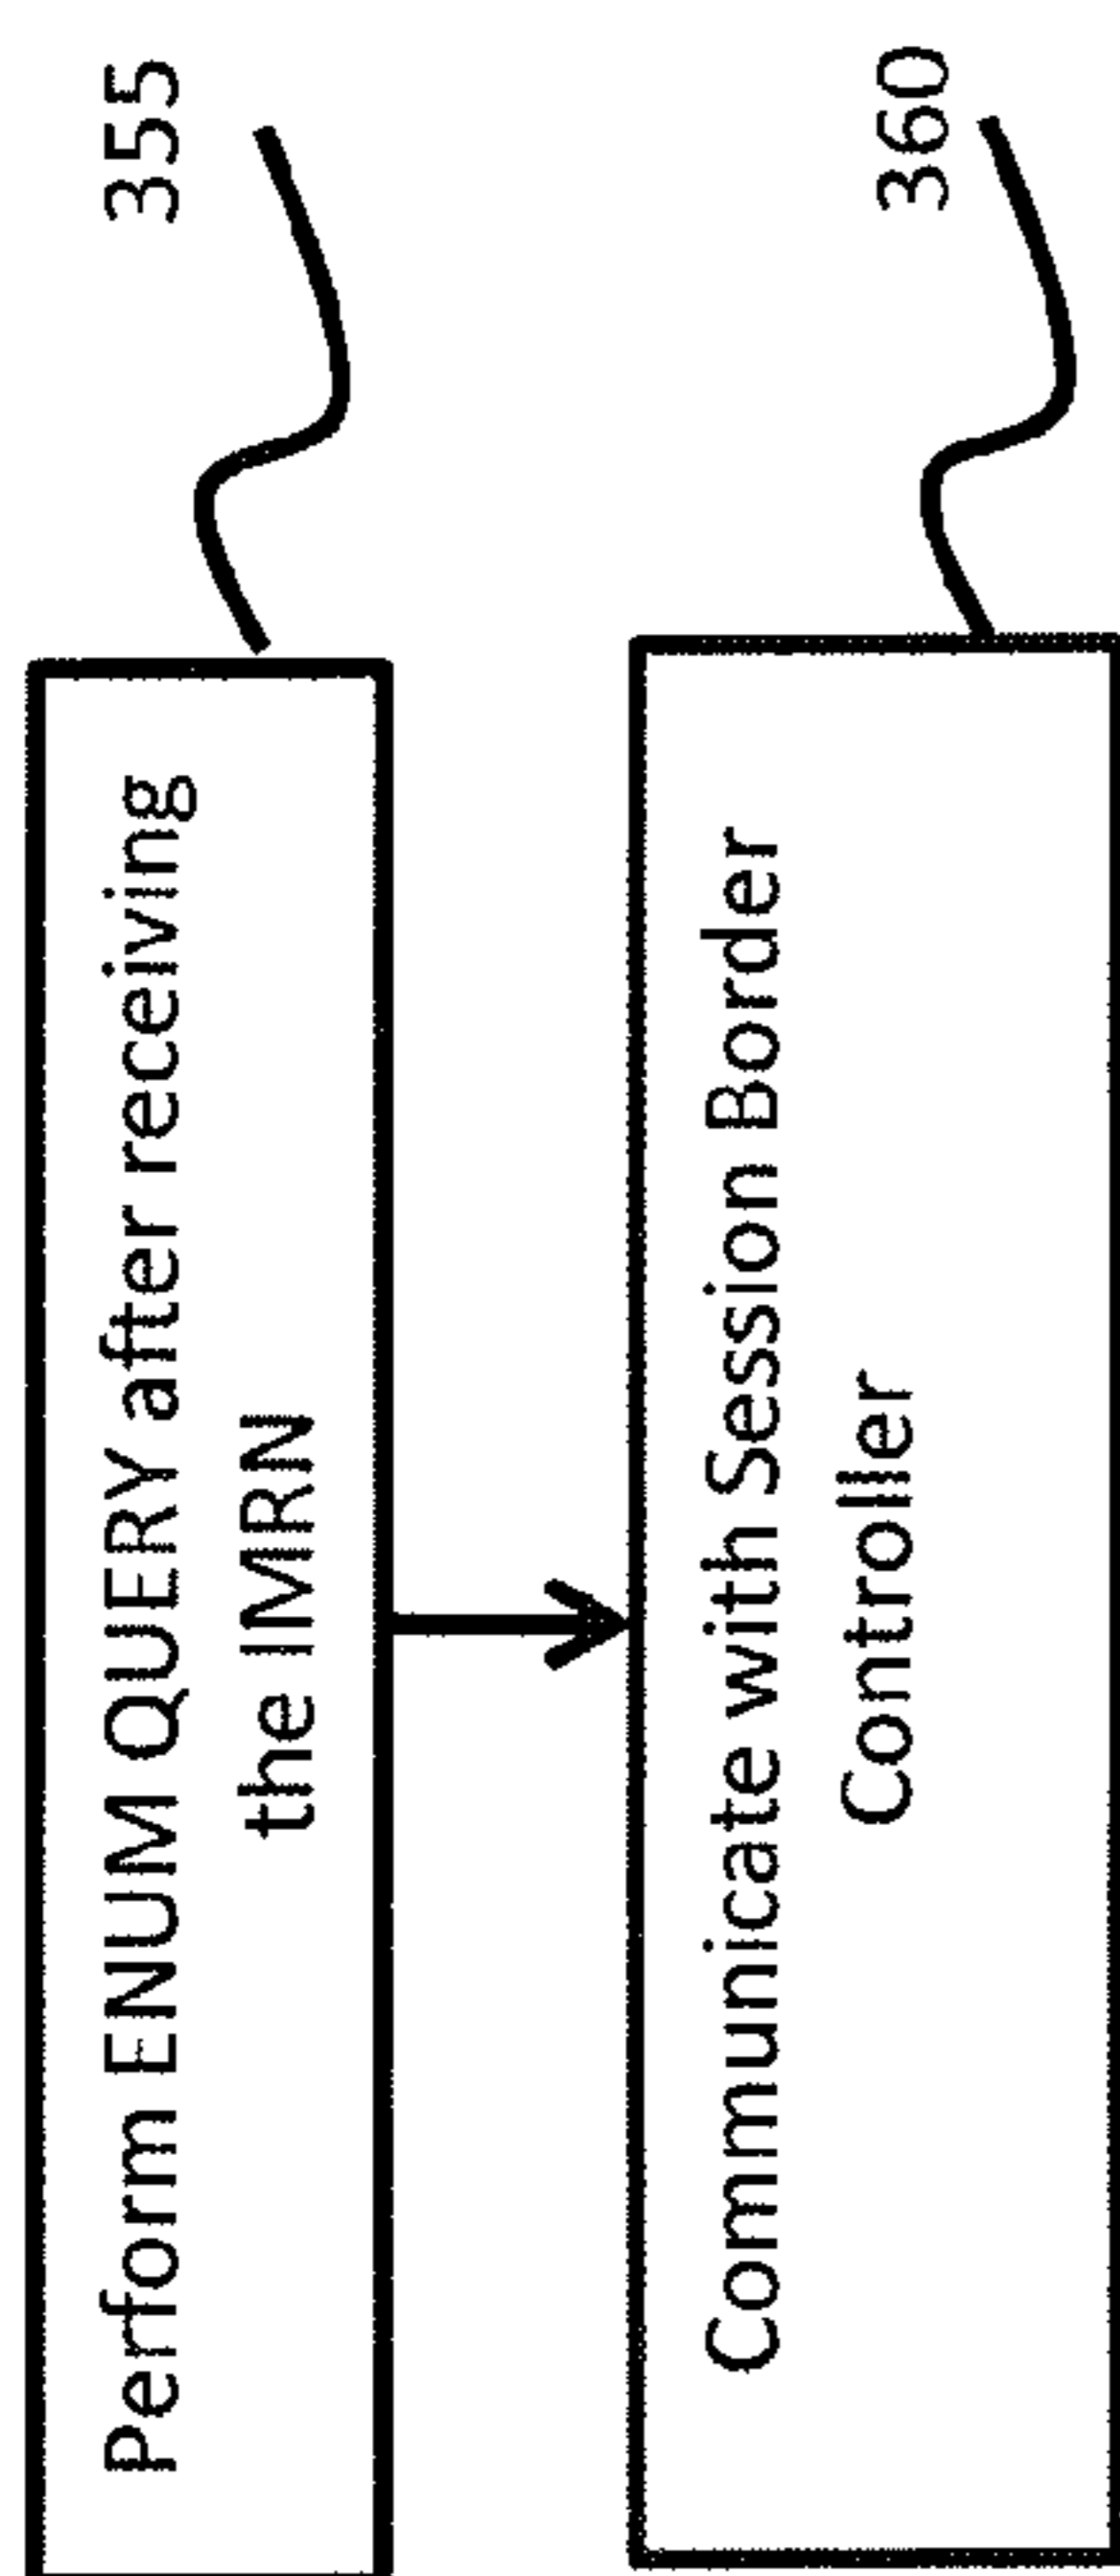 Perform ENUM QUERY after receiving
the IMRN
355
Communicate with Session Border
Controller
360